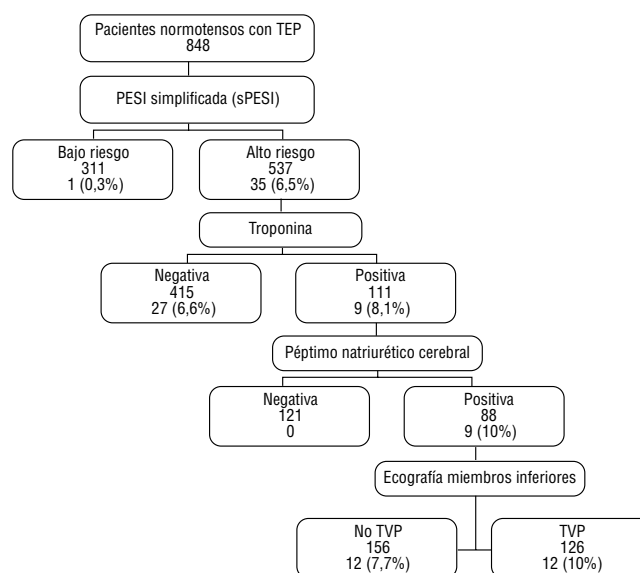 Pacientes normotensos con TEP
848
PESI simplificada (sPESI)
Bajo riesgo
311
1 (0,3%)
Alto riesgo
537
35 (6,5%)
Troponina
Negativa
415
27 (6,6%)
Positiva
111
9 (8,1%)
Péptimo natriurético cerebral
Negativa
121
0
Positiva
88
9 (10%)
Ecografía miembros inferiores
No TVP
156
12 (7,7%)
TVP
126
12 (10%)